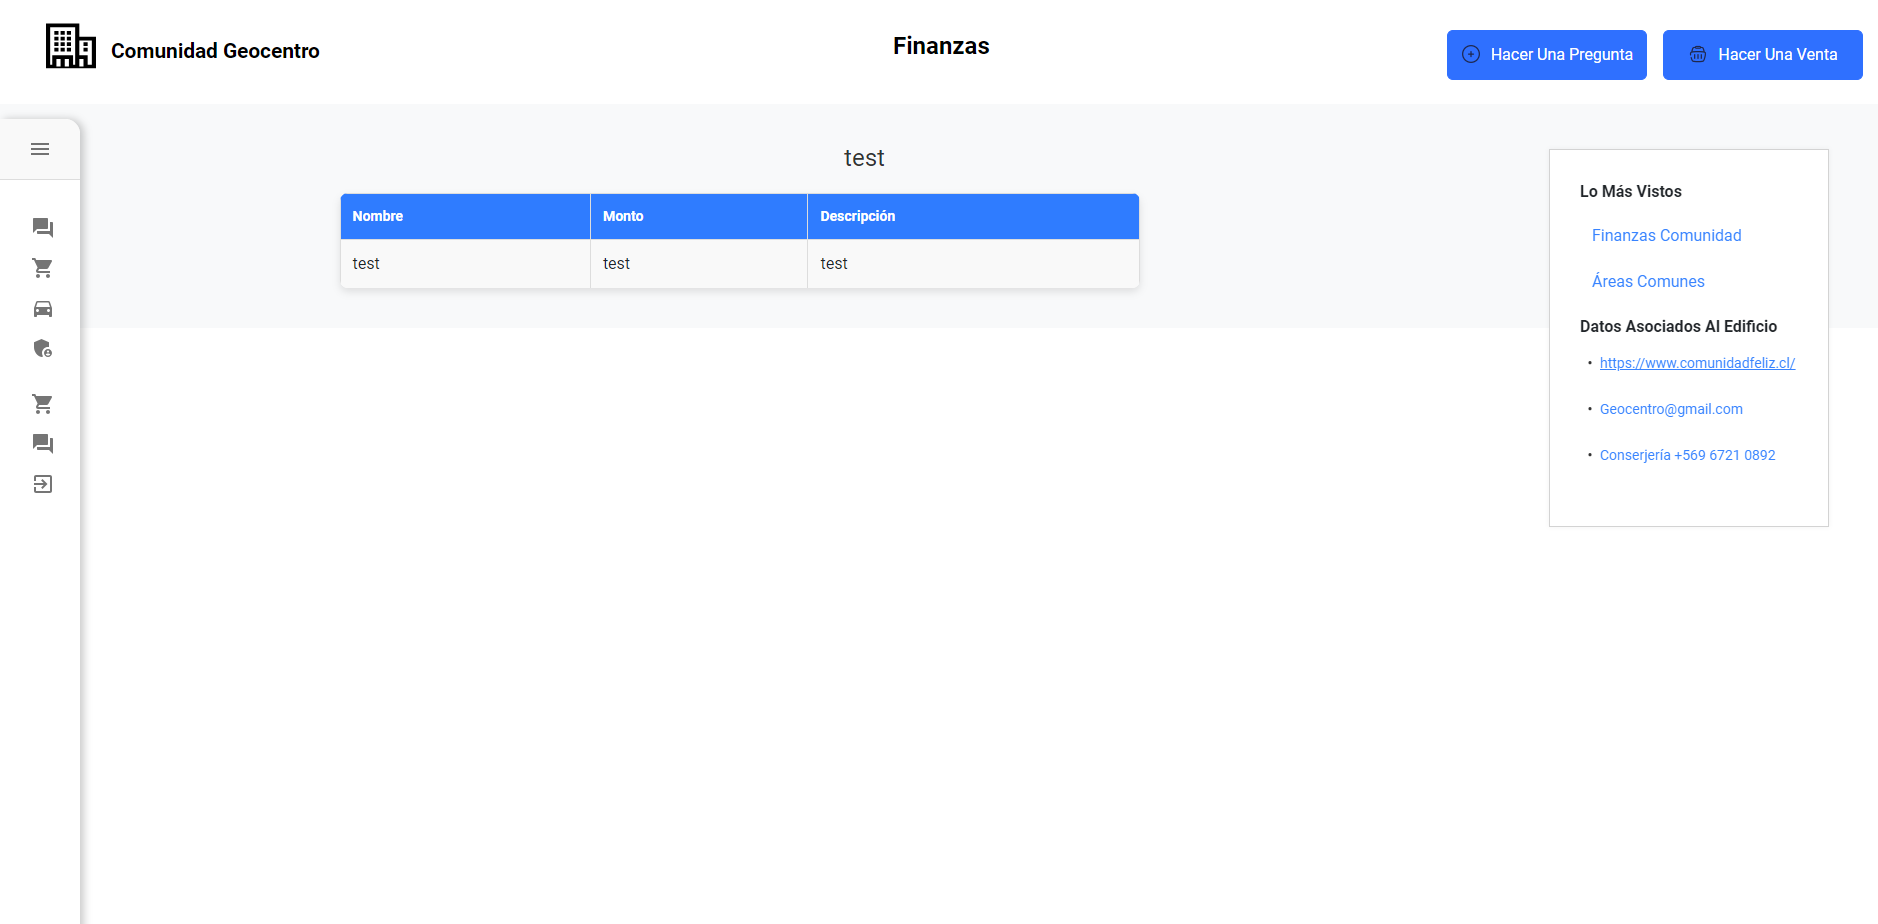 Comunidad Geocentro
Finanzas
Hacer Una Pregunta
Hacer Una Venta
test
Nombre Monto Descripción
test test test
Lo Más Vistos
Finanzas Comunidad
Áreas Comunes
Datos Asociados Al Edificio
• https://www.comunidadfeliz.cl/
• Geocentro@gmail.com
• Conserjería +569 6721 0892